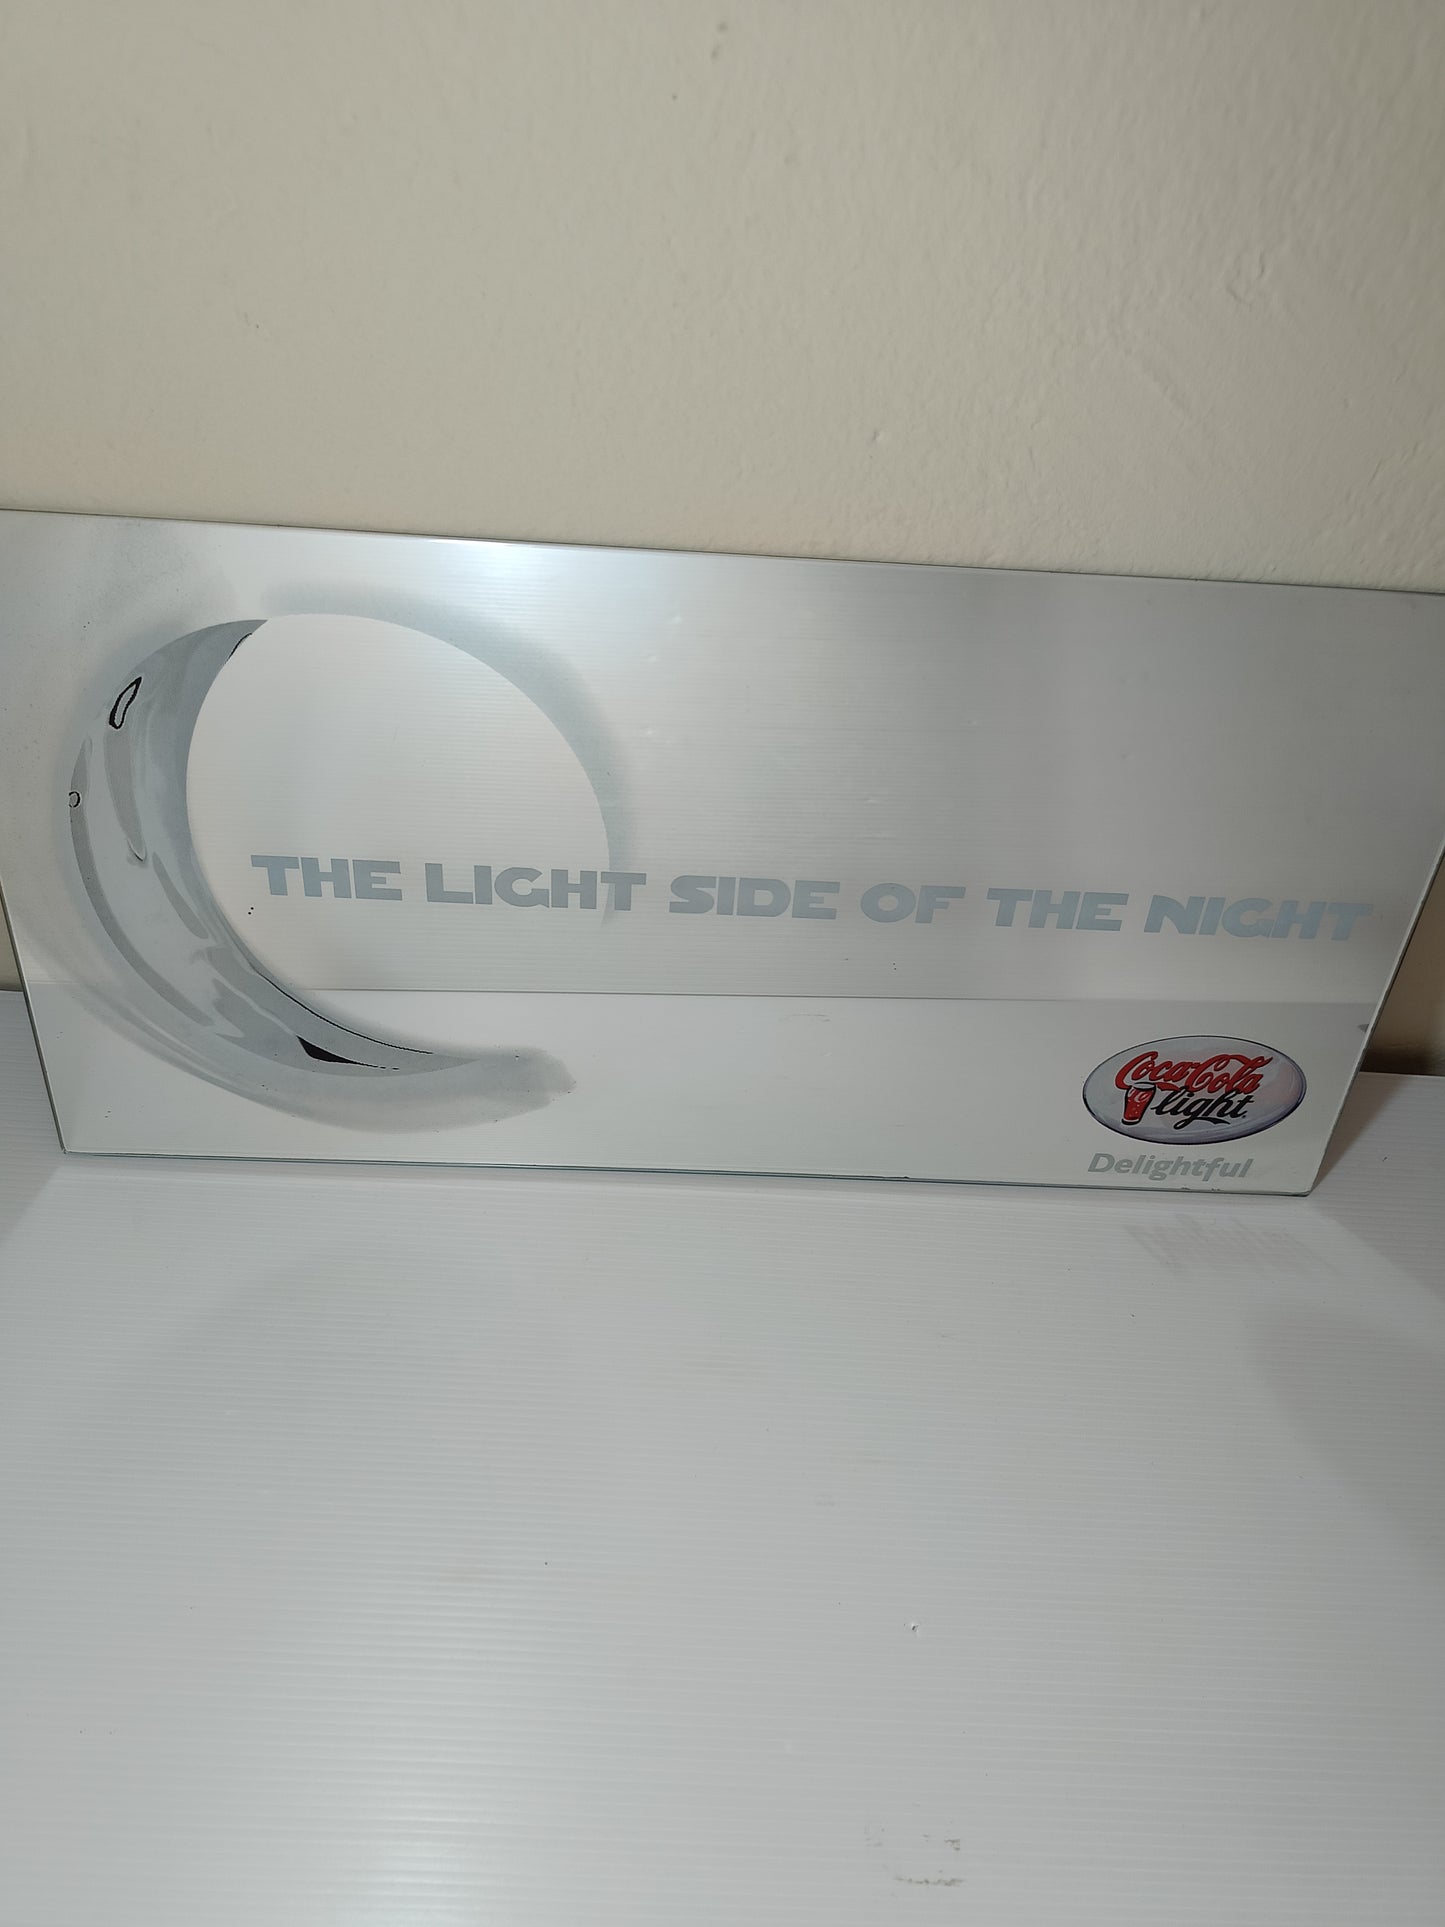 THE LIGHT SIDE OF THE NIGHT
Coca-Cola
light
Delightful